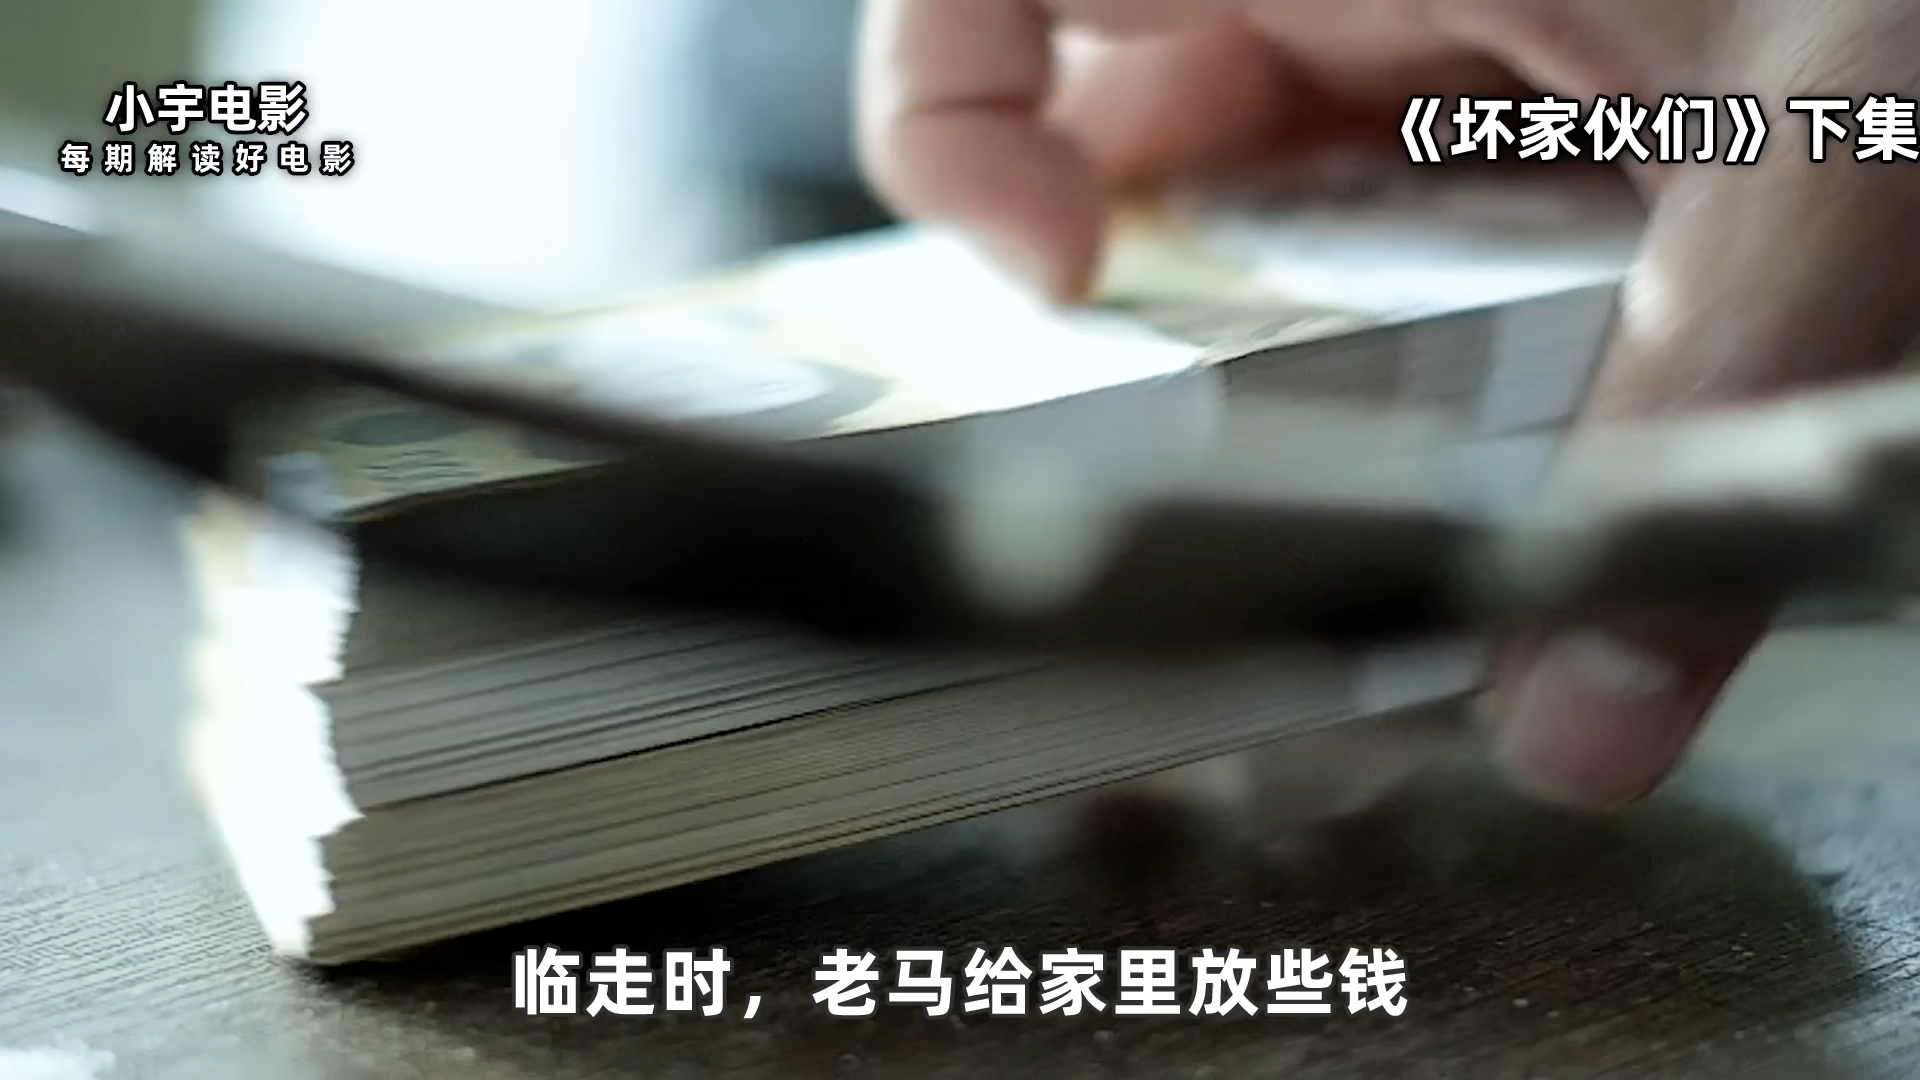 小宇电影
每期解读好电影
《坏家伙们》下集
临走时，老马给家里放些钱